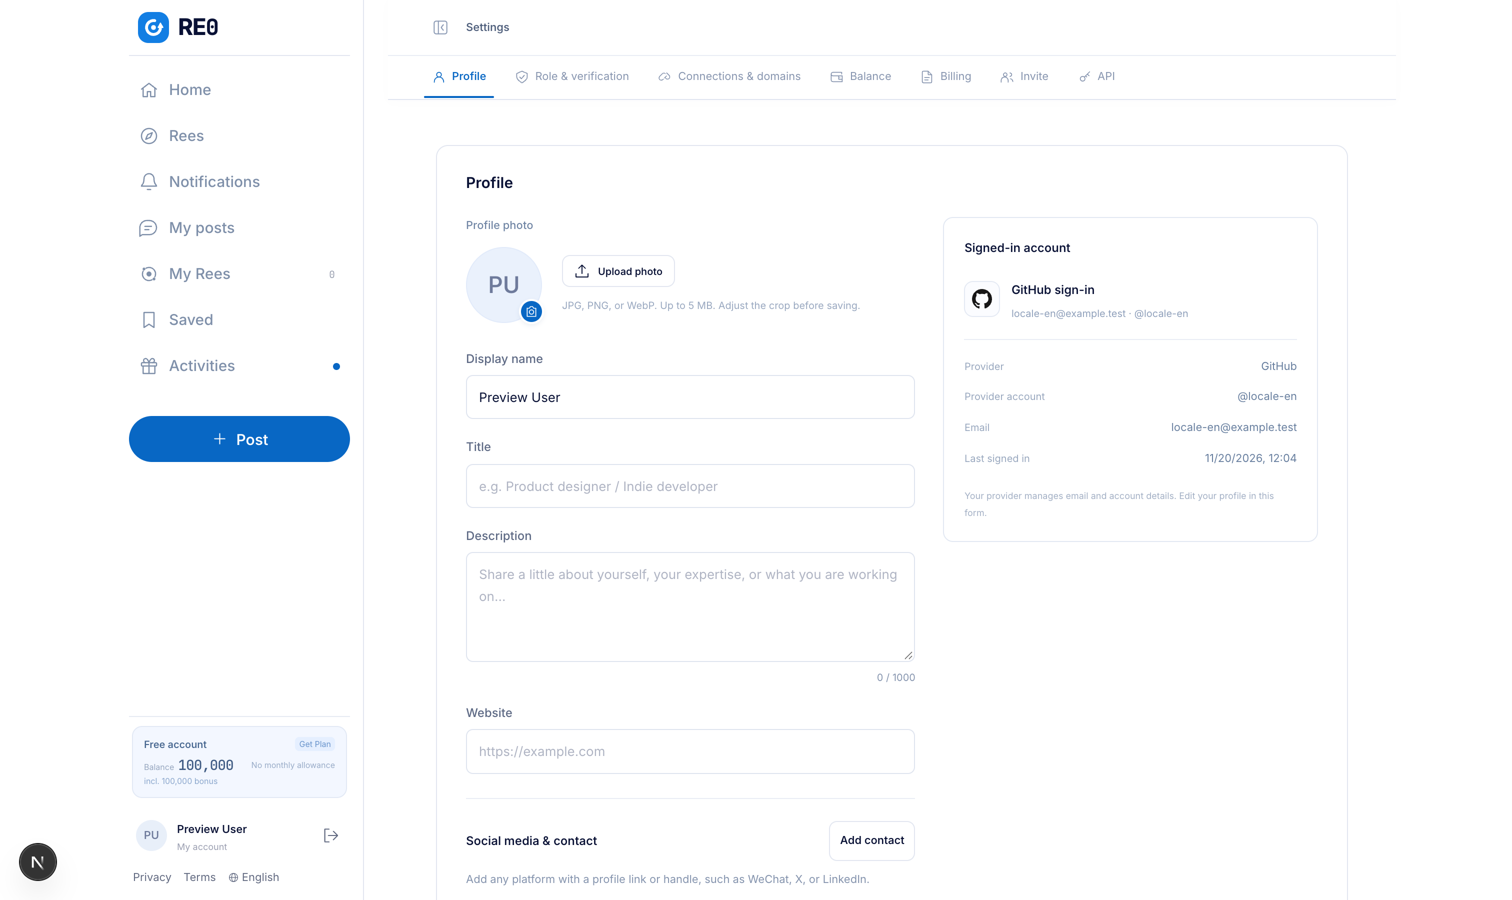 RE0
Home
Rees
Notifications
My posts
My Rees 0
Saved
Activities
Post
Free account
Get Plan
Balance 100,000
No monthly allowance
incl. 100,000 bonus
PU
Preview User
My account
Privacy Terms English
N
Settings
Profile
Role & verification
Connections & domains
Balance
Billing
Invite
API
Profile
Profile photo
PU
Upload photo
JPG, PNG, or WebP. Up to 5 MB. Adjust the crop before saving.
Display name
Preview User
Title
e.g. Product designer / Indie developer
Description
Share a little about yourself, your expertise, or what you are working
on...
0 / 1000
Website
https://example.com
Social media & contact
Add contact
Add any platform with a profile link or handle, such as WeChat, X, or LinkedIn.
Signed-in account
GitHub sign-in
locale-en@example.test · @locale-en
Provider GitHub
Provider account @locale-en
Email locale-en@example.test
Last signed in 11/20/2026, 12:04
Your provider manages email and account details. Edit your profile in this
form.